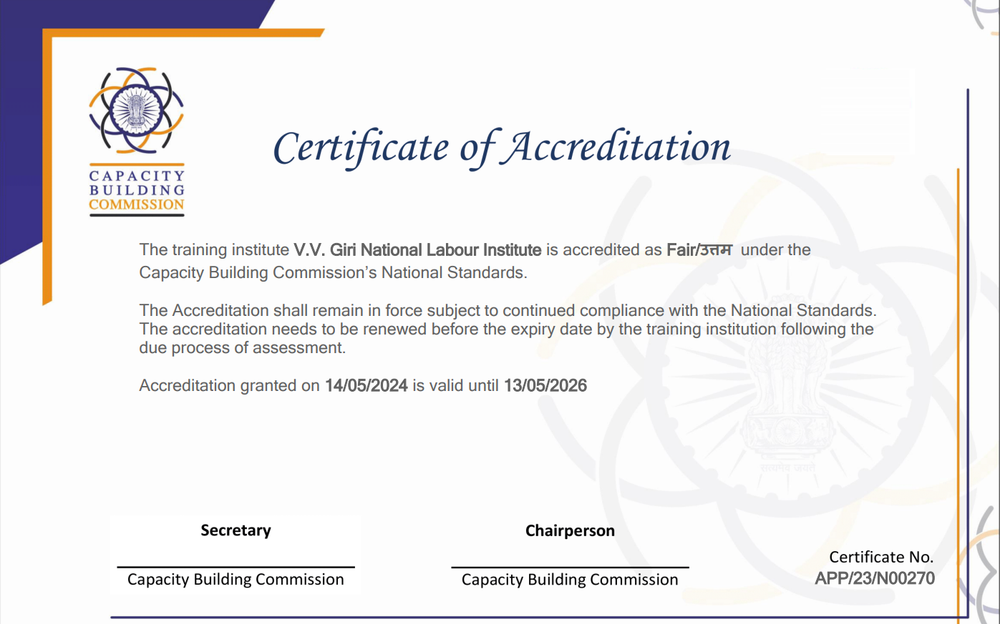 CAPACITY
BUILDING
COMMISSION
Certificate of Accreditation
The training institute V.V. Giri National Labour Institute is accredited as Fair/उत्तम under the
Capacity Building Commission’s National Standards.
The Accreditation shall remain in force subject to continued compliance with the National Standards.
The accreditation needs to be renewed before the expiry date by the training institution following the
due process of assessment.
Accreditation granted on 14/05/2024 is valid until 13/05/2026
सत्यमेव जयते
Secretary
Capacity Building Commission
Chairperson
Capacity Building Commission
Certificate No.
APP/23/N00270